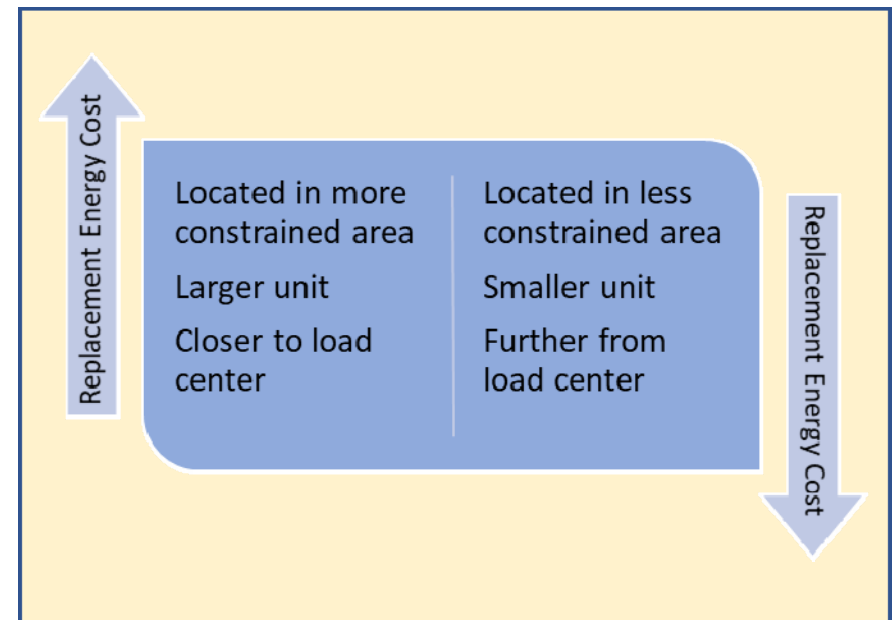 Replacement Energy Cost
Located in more
constrained area
Larger unit
Closer to load
center
Located in less
constrained area
Smaller unit
Further from
load center
Replacement Energy Cost